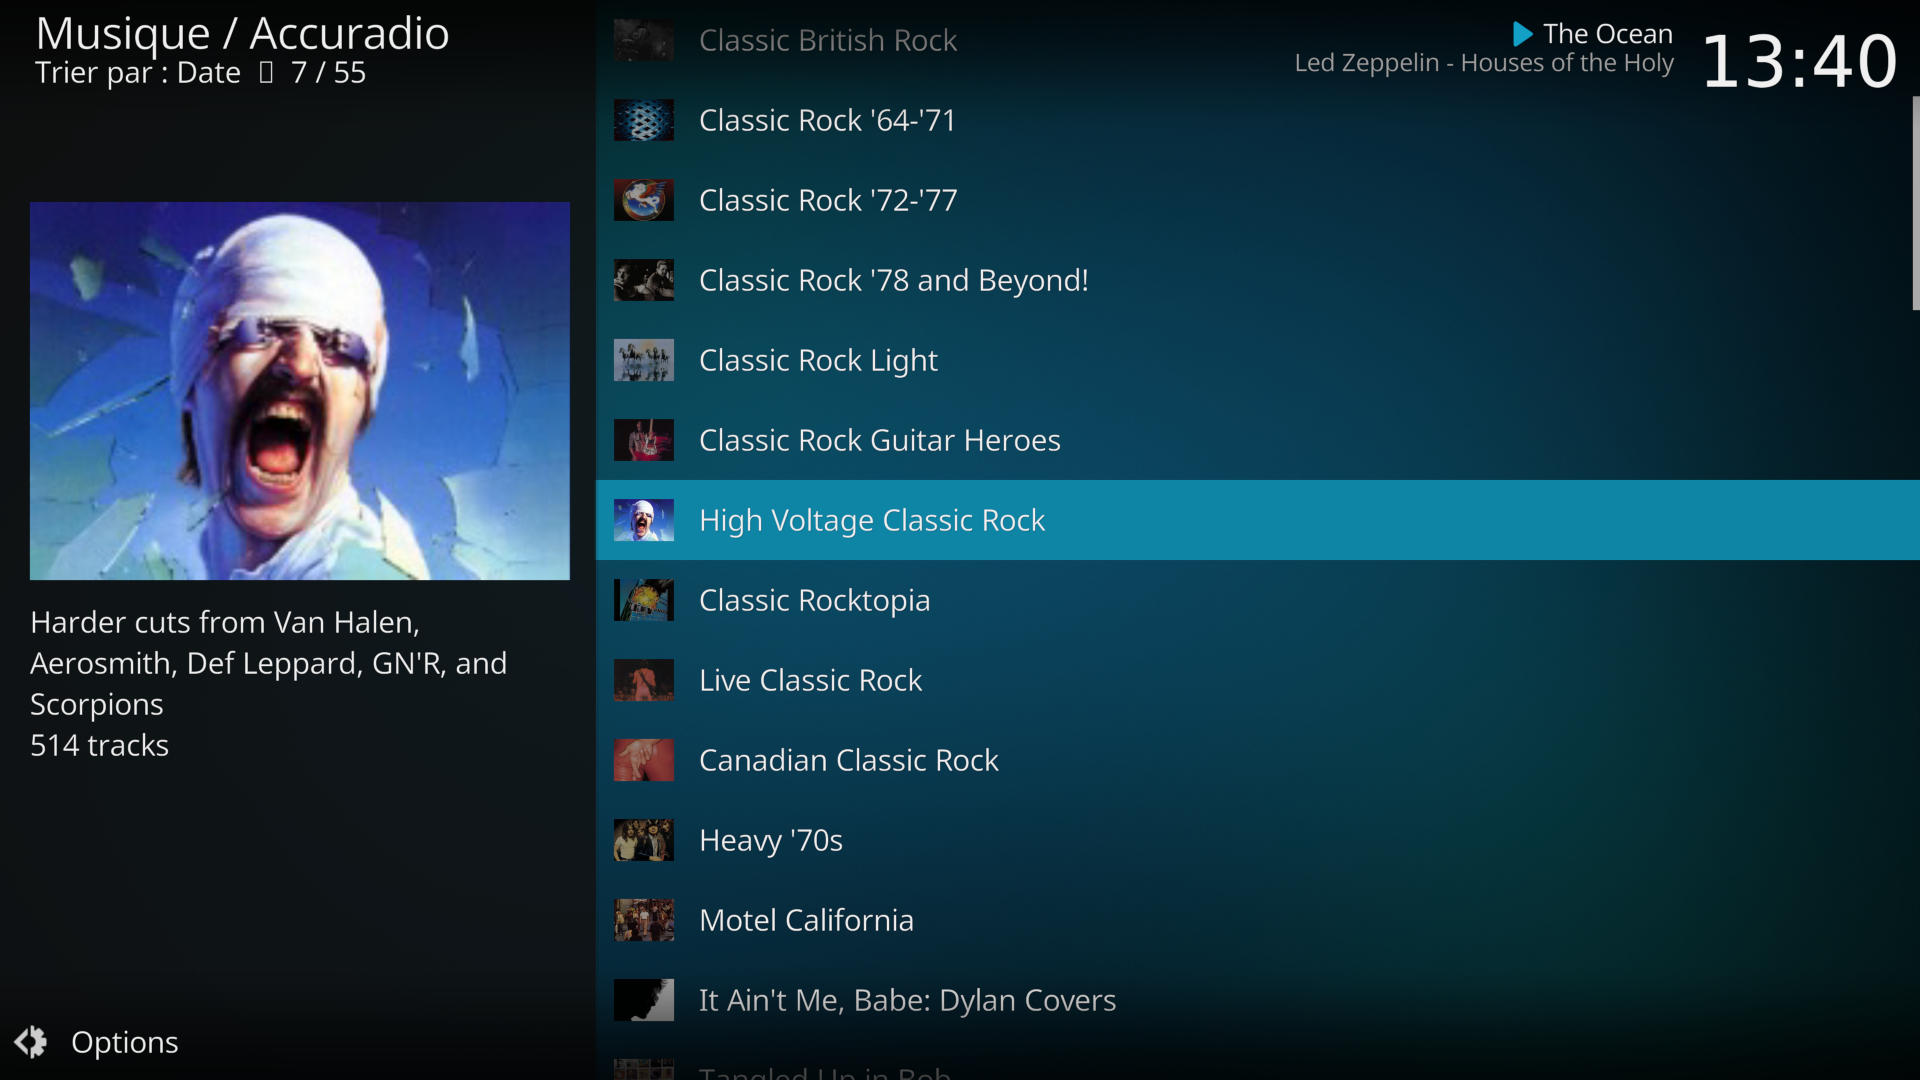 Musique / Accuradio
Trier par : Date 7 / 55
The Ocean
Led Zeppelin - Houses of the Holy
13:40
Harder cuts from Van Halen,
Aerosmith, Def Leppard, GN'R, and
Scorpions
514 tracks
Options
Classic British Rock
Classic Rock '64-'71
Classic Rock '72-'77
Classic Rock '78 and Beyond!
Classic Rock Light
Classic Rock Guitar Heroes
High Voltage Classic Rock
Classic Rocktopia
Live Classic Rock
Canadian Classic Rock
Heavy '70s
Motel California
It Ain't Me, Babe: Dylan Covers
Tangled Up in Bob